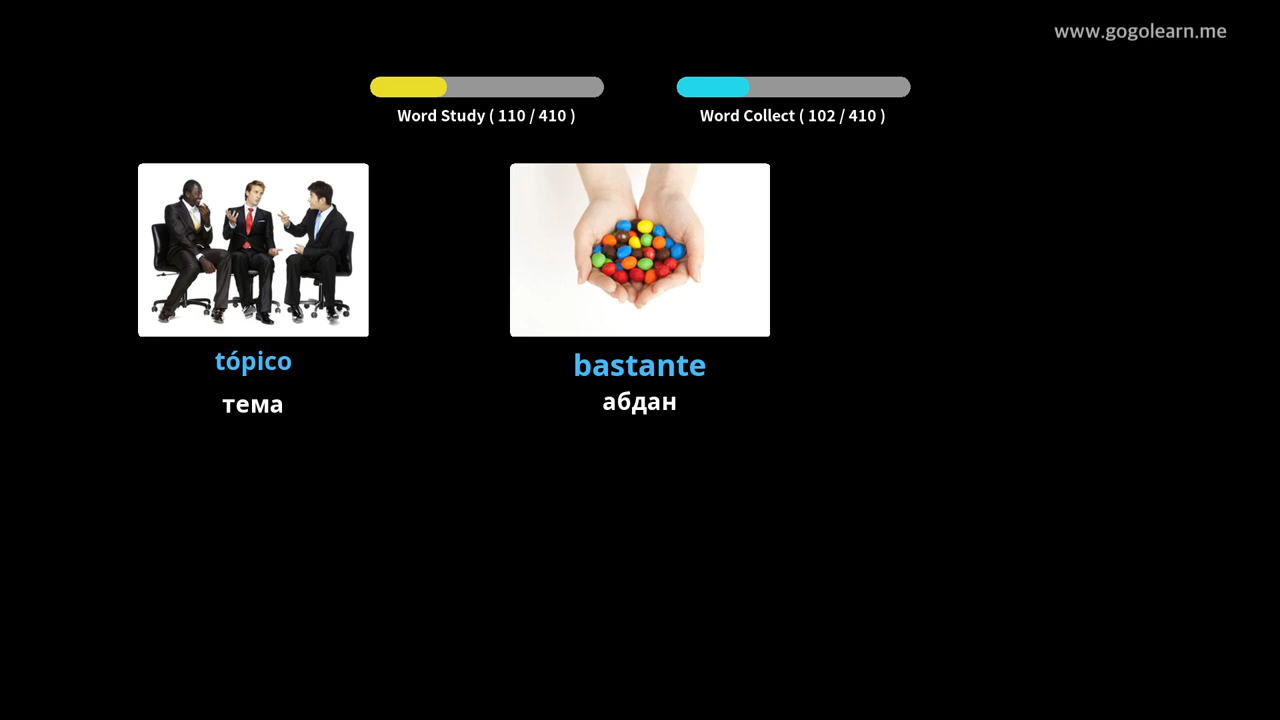 www.gogolearn.me
Word Study ( 110 / 410 )
Word Collect ( 102 / 410 )
tópico
тема
bastante
абдан